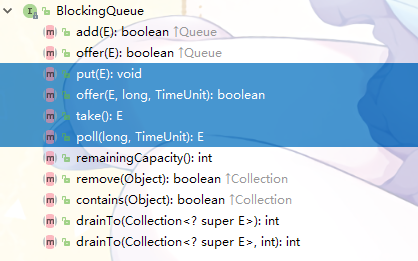 BlockingQueue
add(E): boolean ↑Queue
offer(E): boolean ↑Queue
put(E): void
offer(E, long, TimeUnit): boolean
take(): E
poll(long, TimeUnit): E
remainingCapacity(): int
remove(Object): boolean ↑Collection
contains(Object): boolean ↑Collection
drainTo(Collection<? super E>): int
drainTo(Collection<? super E>, int): int